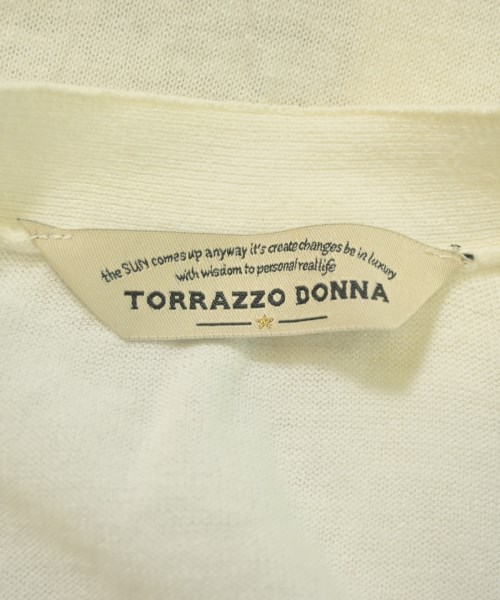 the SUN comes up anyway it's create changes be in luxury
with wisdom to personal real life
TORRAZZO DONNA